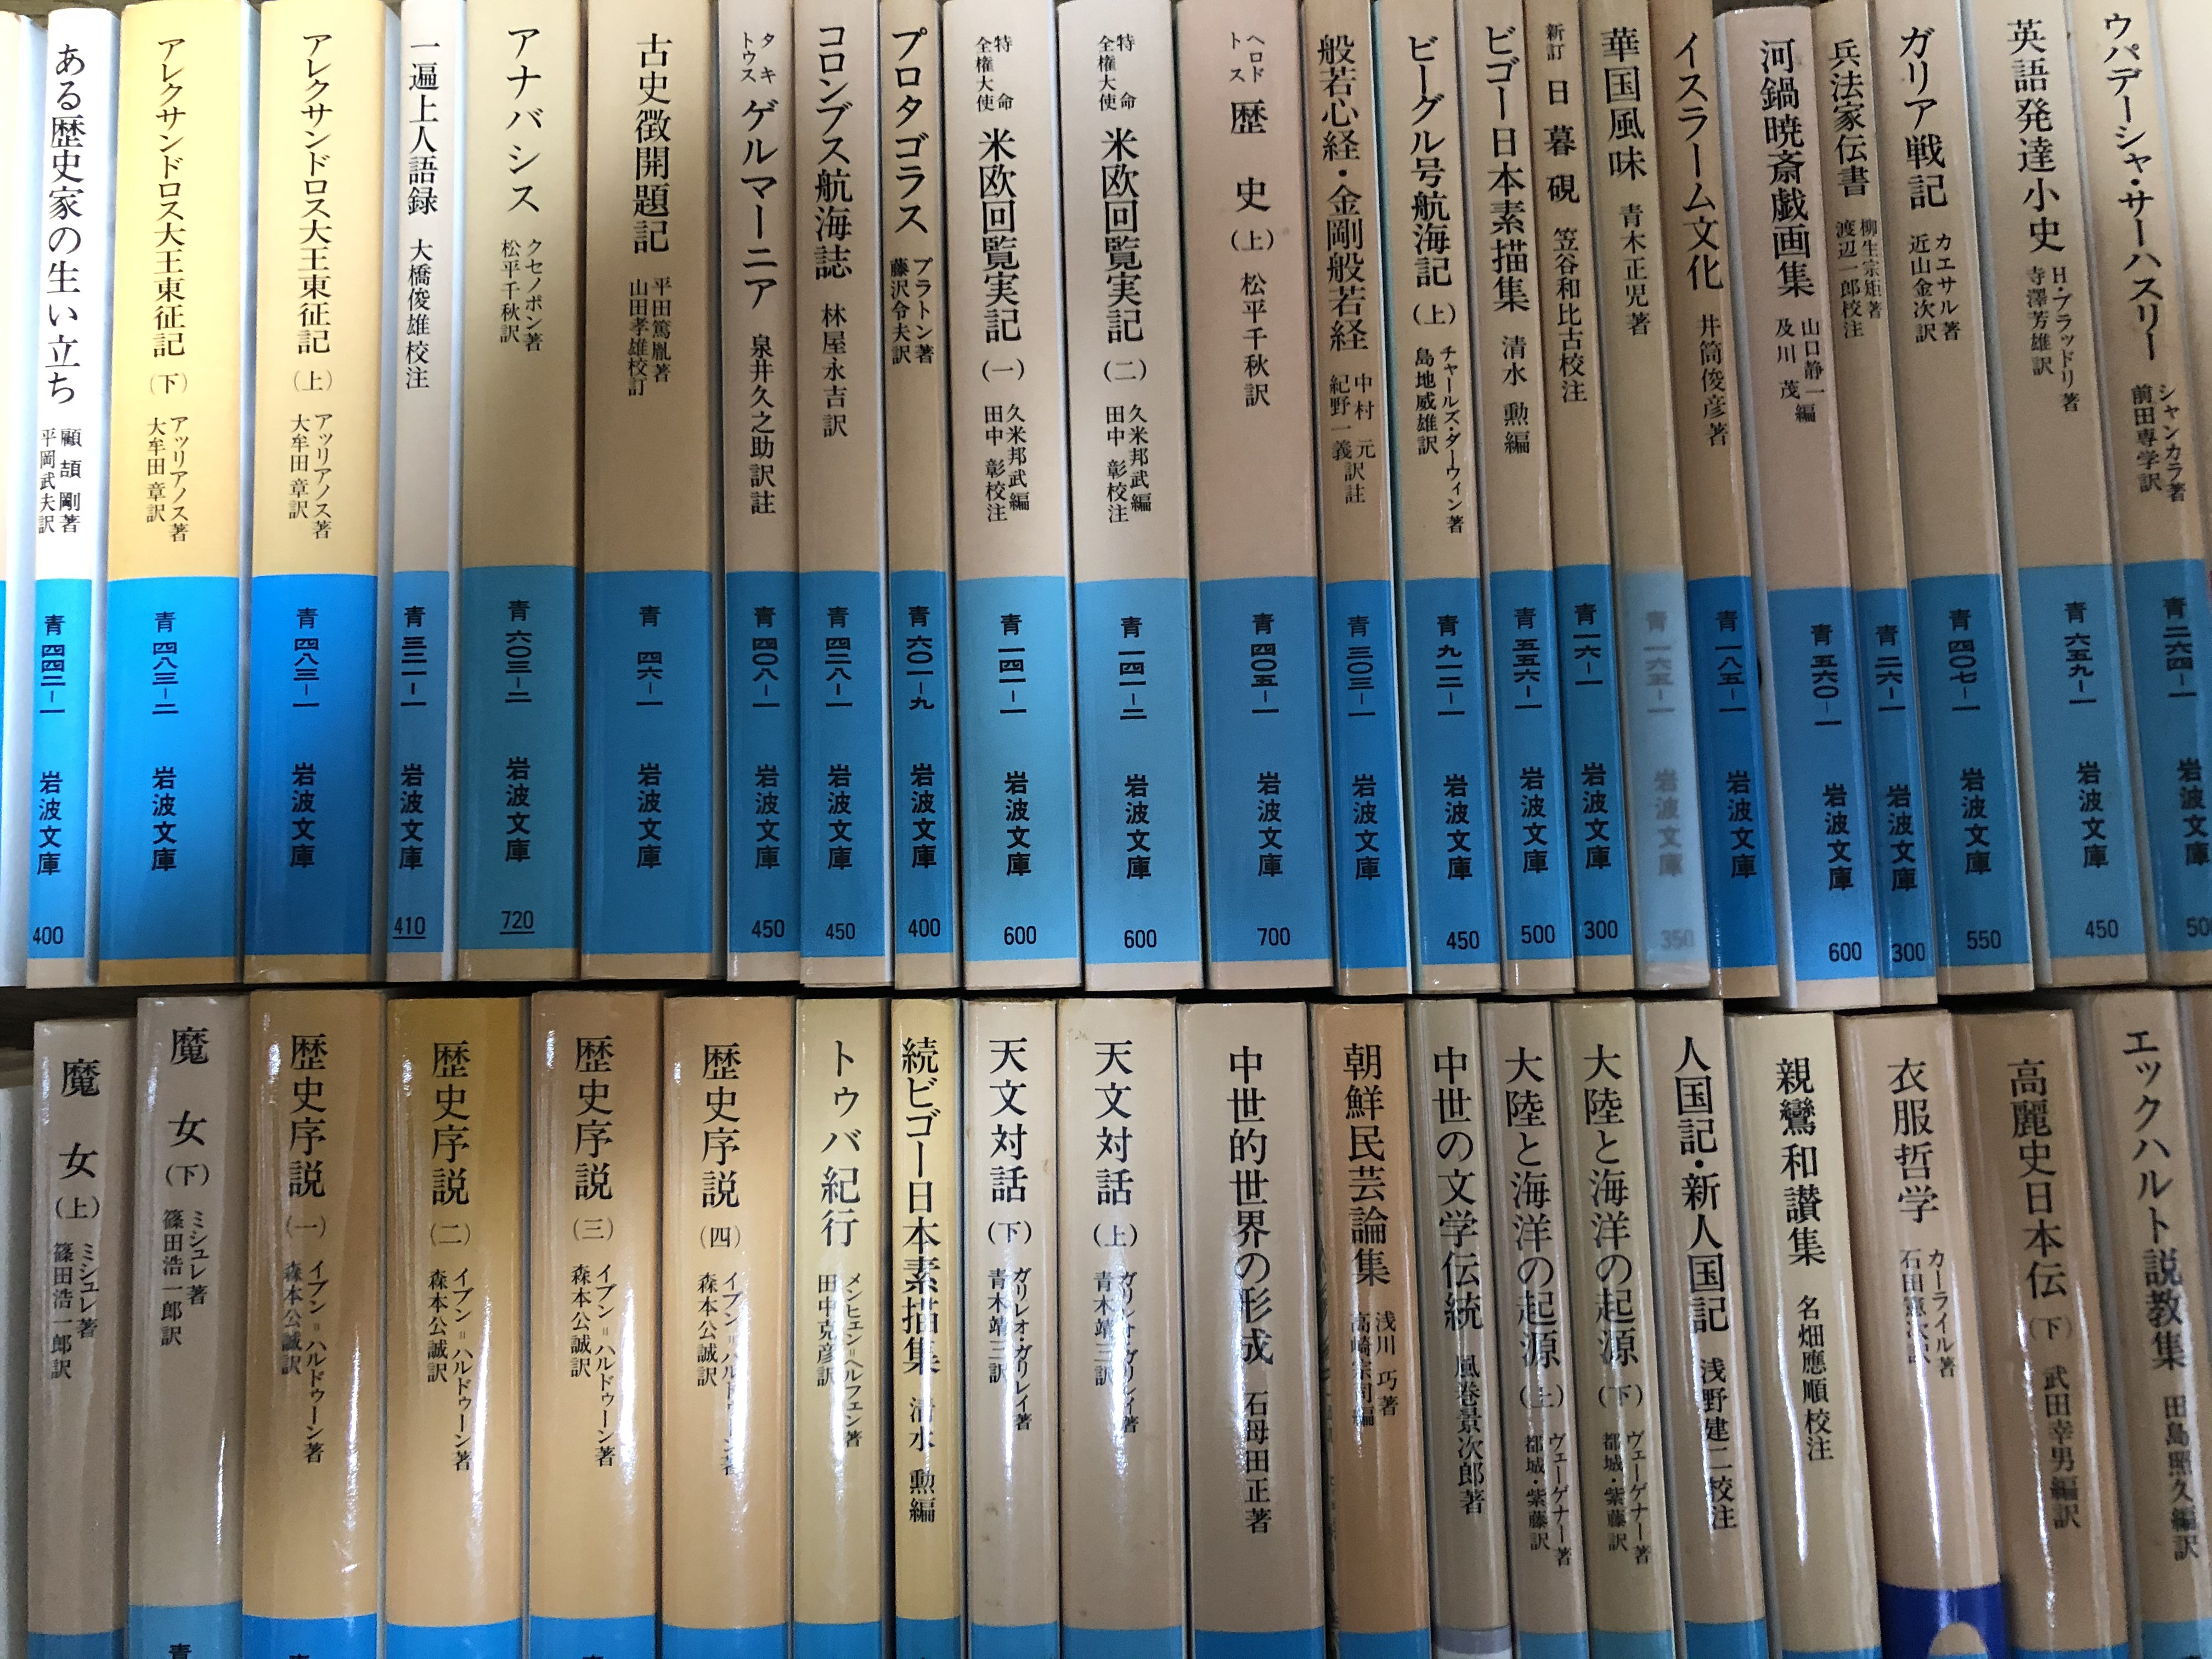 ある歴史家の生い立ち 顧頡剛著 平岡武夫訳 青四四二-一 岩波文庫 400
アレクサンドロス大王東征記(下) アッリアノス著 大牟田章訳 青四八三-二 岩波文庫
アレクサンドロス大王東征記(上) アッリアノス著 大牟田章訳 青四八三-一 岩波文庫
一遍上人語録 大橋俊雄校注 青三二一-一 岩波文庫 410
アナバシス クセノポン著 松平千秋訳 青六〇三-二 岩波文庫 720
古史徴開題記 平田篤胤著 山田孝雄校訂 青四六-一 岩波文庫
タキトゥス ゲルマーニア 泉井久之助訳註 青四〇八-一 岩波文庫 450
コロンブス航海誌 林屋永吉訳 青四二八-一 岩波文庫 450
プロタゴラス プラトン著 藤沢令夫訳 青六〇一-九 岩波文庫 400
特命全権大使 米欧回覧実記(一) 久米邦武編 田中彰校注 青一四一-一 岩波文庫 600
特命全権大使 米欧回覧実記(二) 久米邦武編 田中彰校注 青一四一-二 岩波文庫 600
ヘロドトス 歴史(上) 松平千秋訳 青四〇五-一 岩波文庫 700
般若心経・金剛般若経 中村元 紀野一義訳註 青三〇三-一 岩波文庫
ビーグル号航海記(上) チャールズ・ダーウィン著 島地威雄訳 青九一二-一 岩波文庫 450
ビゴー日本素描集 清水勲編 青五五六-一 岩波文庫 500
新訂 日暮硯 笠谷和比古校注 青一六-一 岩波文庫 300
華国風味 青木正児著 青一六五-一 岩波文庫 350
イスラーム文化 井筒俊彦著 青一八五-一 岩波文庫
河鍋暁斎戯画集 山口静一 及川茂編 青五六〇-一 岩波文庫 600
兵法家伝書 柳生宗矩著 渡辺一郎校注 青二六-一 岩波文庫 300
ガリア戦記 カエサル著 近山金次訳 青四〇七-一 岩波文庫 550
英語発達小史 H・ブラッドリ著 寺澤芳雄訳 青六五九-一 岩波文庫 450
ウパデーシャ・サーハスリー シャンカラ著 前田専学訳 青二六四-一 岩波文庫
魔女(上) ミシュレ著 篠田浩一郎訳
魔女(下) ミシュレ著 篠田浩一郎訳 青
歴史序説(一) イブン=ハルドゥーン著 森本公誠訳
歴史序説(二) イブン=ハルドゥーン著 森本公誠訳
歴史序説(三) イブン=ハルドゥーン著 森本公誠訳
歴史序説(四) イブン=ハルドゥーン著 森本公誠訳
トゥバ紀行 メンヒェン=ヘルフェン著 田中克彦訳
続ビゴー日本素描集 清水勲編
天文対話(下) ガリレオ・ガリレイ著 青木靖三訳
天文対話(上) ガリレオ・ガリレイ著 青木靖三訳
中世的世界の形成 石母田正著
朝鮮民芸論集 浅川巧著 高崎宗司編
中世の文学伝統 風巻景次郎著
大陸と海洋の起源(上) ヴェーゲナー著 都城・紫藤訳
大陸と海洋の起源(下) ヴェーゲナー著 都城・紫藤訳
人国記・新人国記 浅野建二校注
親鸞和讃集 名畑應順校注
衣服哲学 カーライル著 石田憲次訳
高麗史日本伝(下) 武田幸男編訳
エックハルト説教集 田島照久編訳